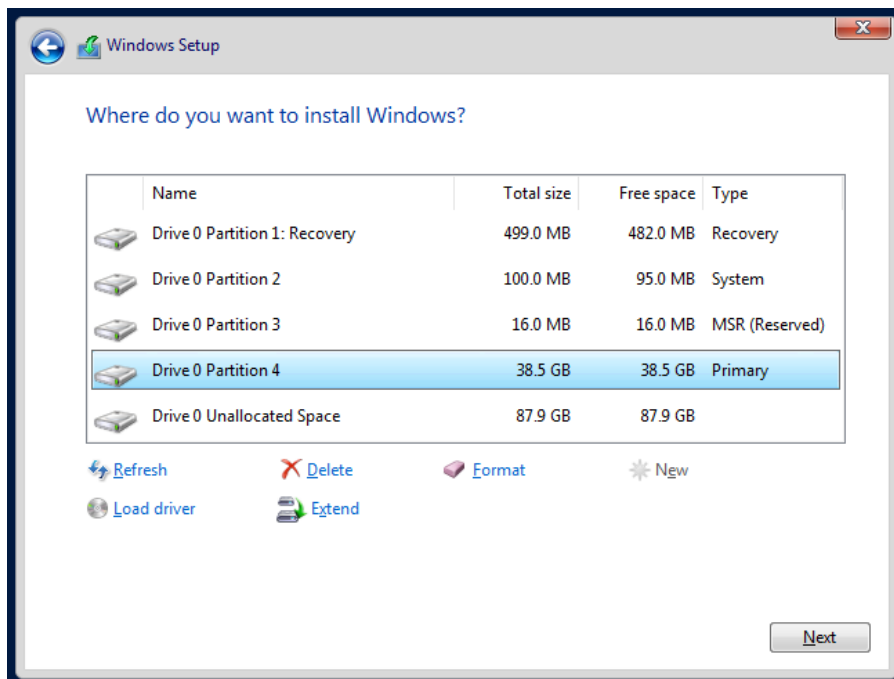 Windows Setup
Where do you want to install Windows?
Name Total size Free space Type
Drive 0 Partition 1: Recovery 499.0 MB 482.0 MB Recovery
Drive 0 Partition 2 100.0 MB 95.0 MB System
Drive 0 Partition 3 16.0 MB 16.0 MB MSR (Reserved)
Drive 0 Partition 4 38.5 GB 38.5 GB Primary
Drive 0 Unallocated Space 87.9 GB 87.9 GB
Refresh Delete Format New
Load driver Extend
Next